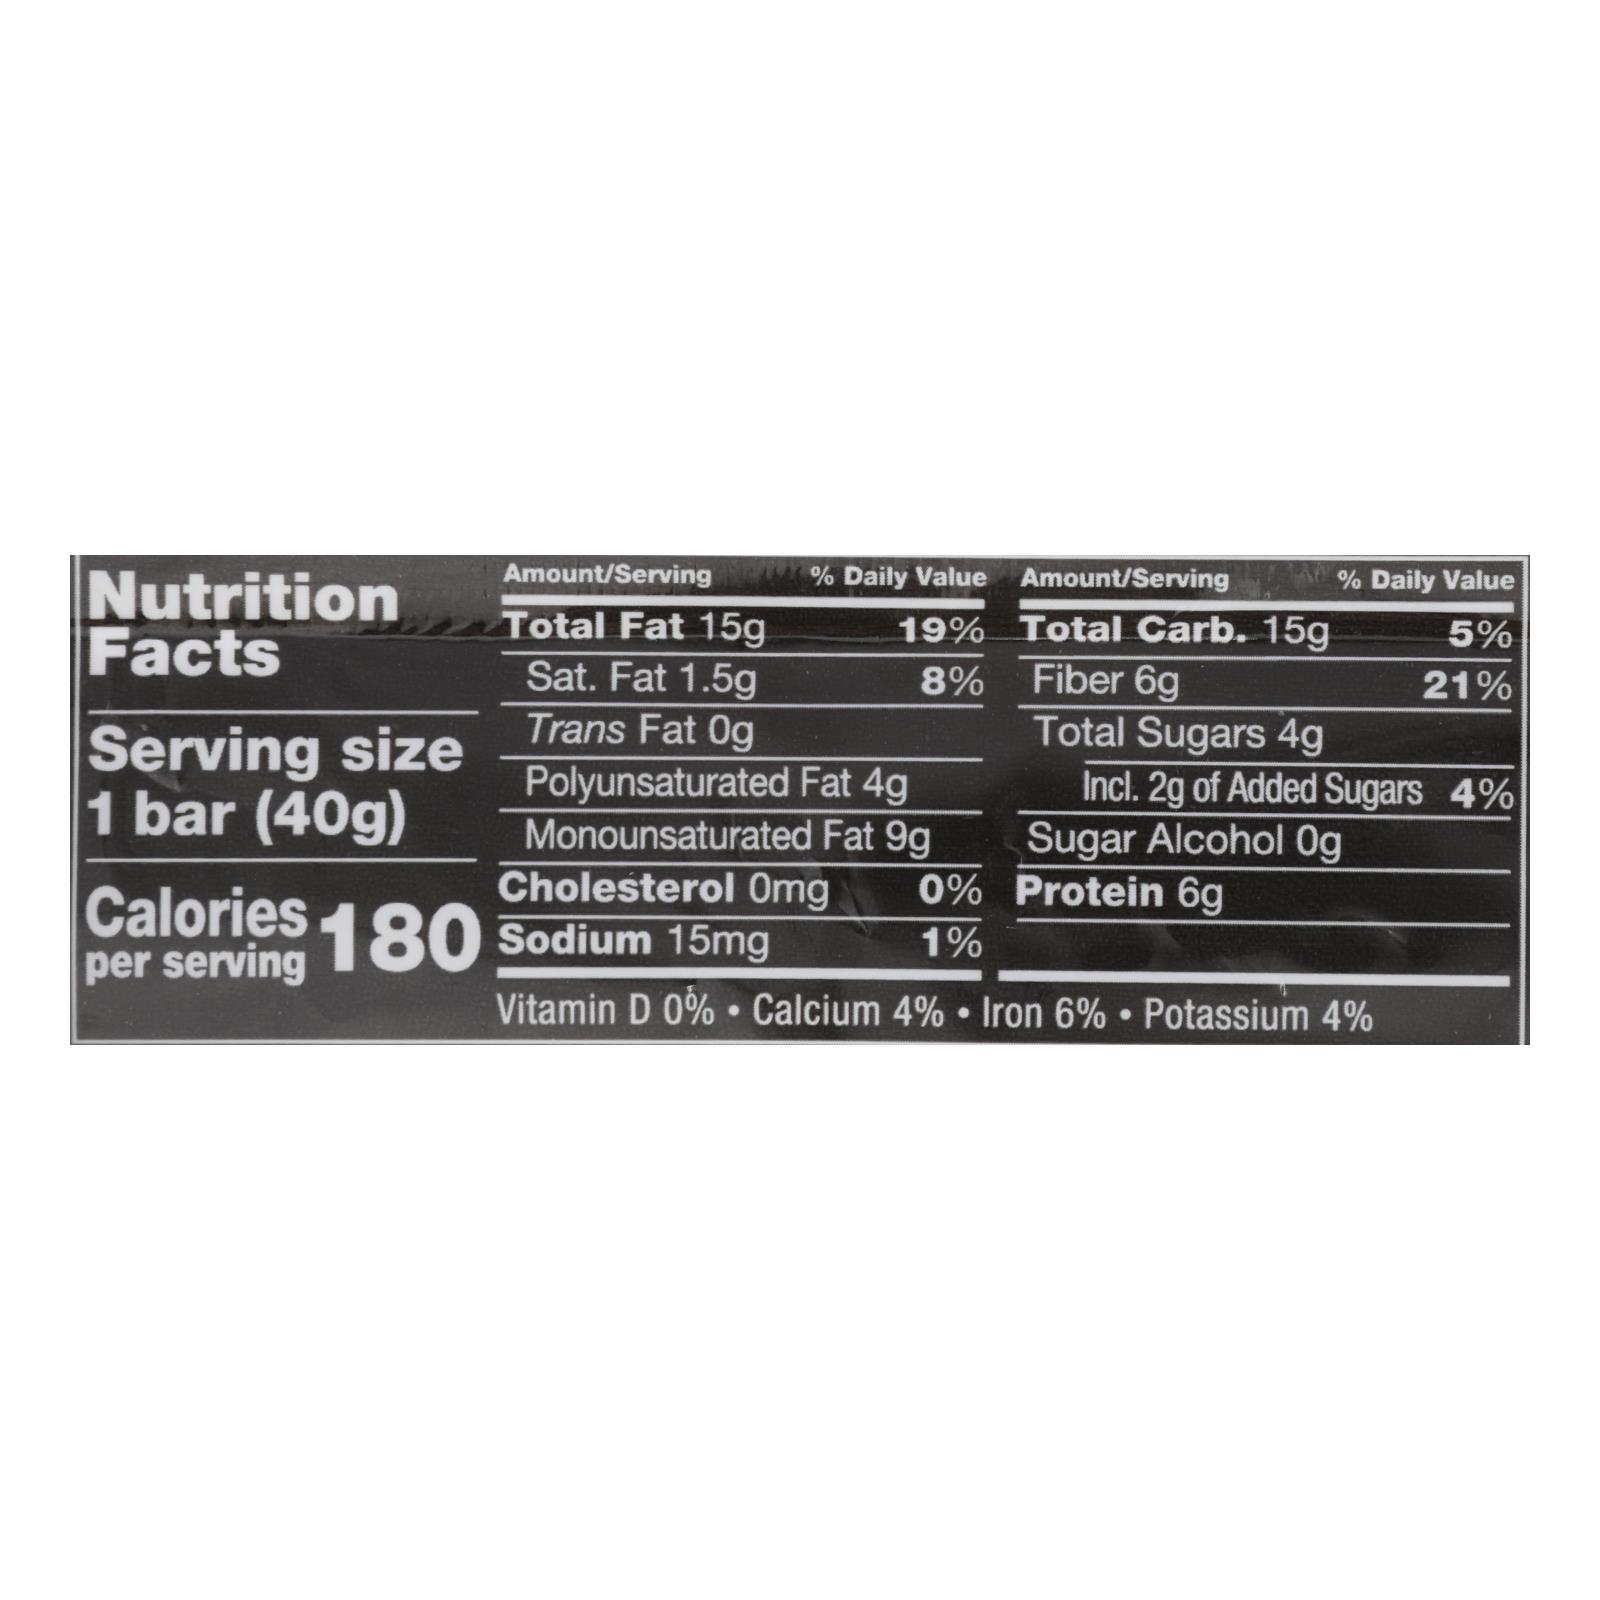 Nutrition
Facts
Serving size
1 bar (40g)
Calories 180
per serving
Amount/Serving % Daily Value
Total Fat 15g 19%
Sat. Fat 1.5g 8%
Trans Fat 0g
Polyunsaturated Fat 4g
Monounsaturated Fat 9g
Cholesterol 0mg 0%
Sodium 15mg 1%
Amount/Serving % Daily Value
Total Carb. 15g 5%
Fiber 6g 21%
Total Sugars 4g
Incl. 2g of Added Sugars 4%
Sugar Alcohol 0g
Protein 6g
Vitamin D 0% • Calcium 4% • Iron 6% • Potassium 4%